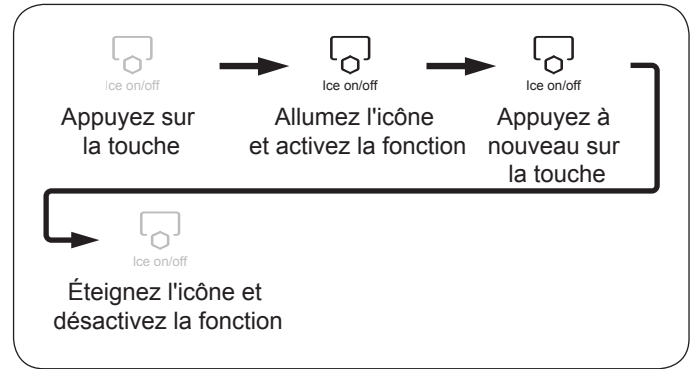 Ice on/off
Ice on/off
Ice on/off
Appuyez sur
la touche
Allumez l'icône
et activez la fonction
Appuyez à
nouveau sur
la touche
Ice on/off
Éteignez l'icône et
désactivez la fonction